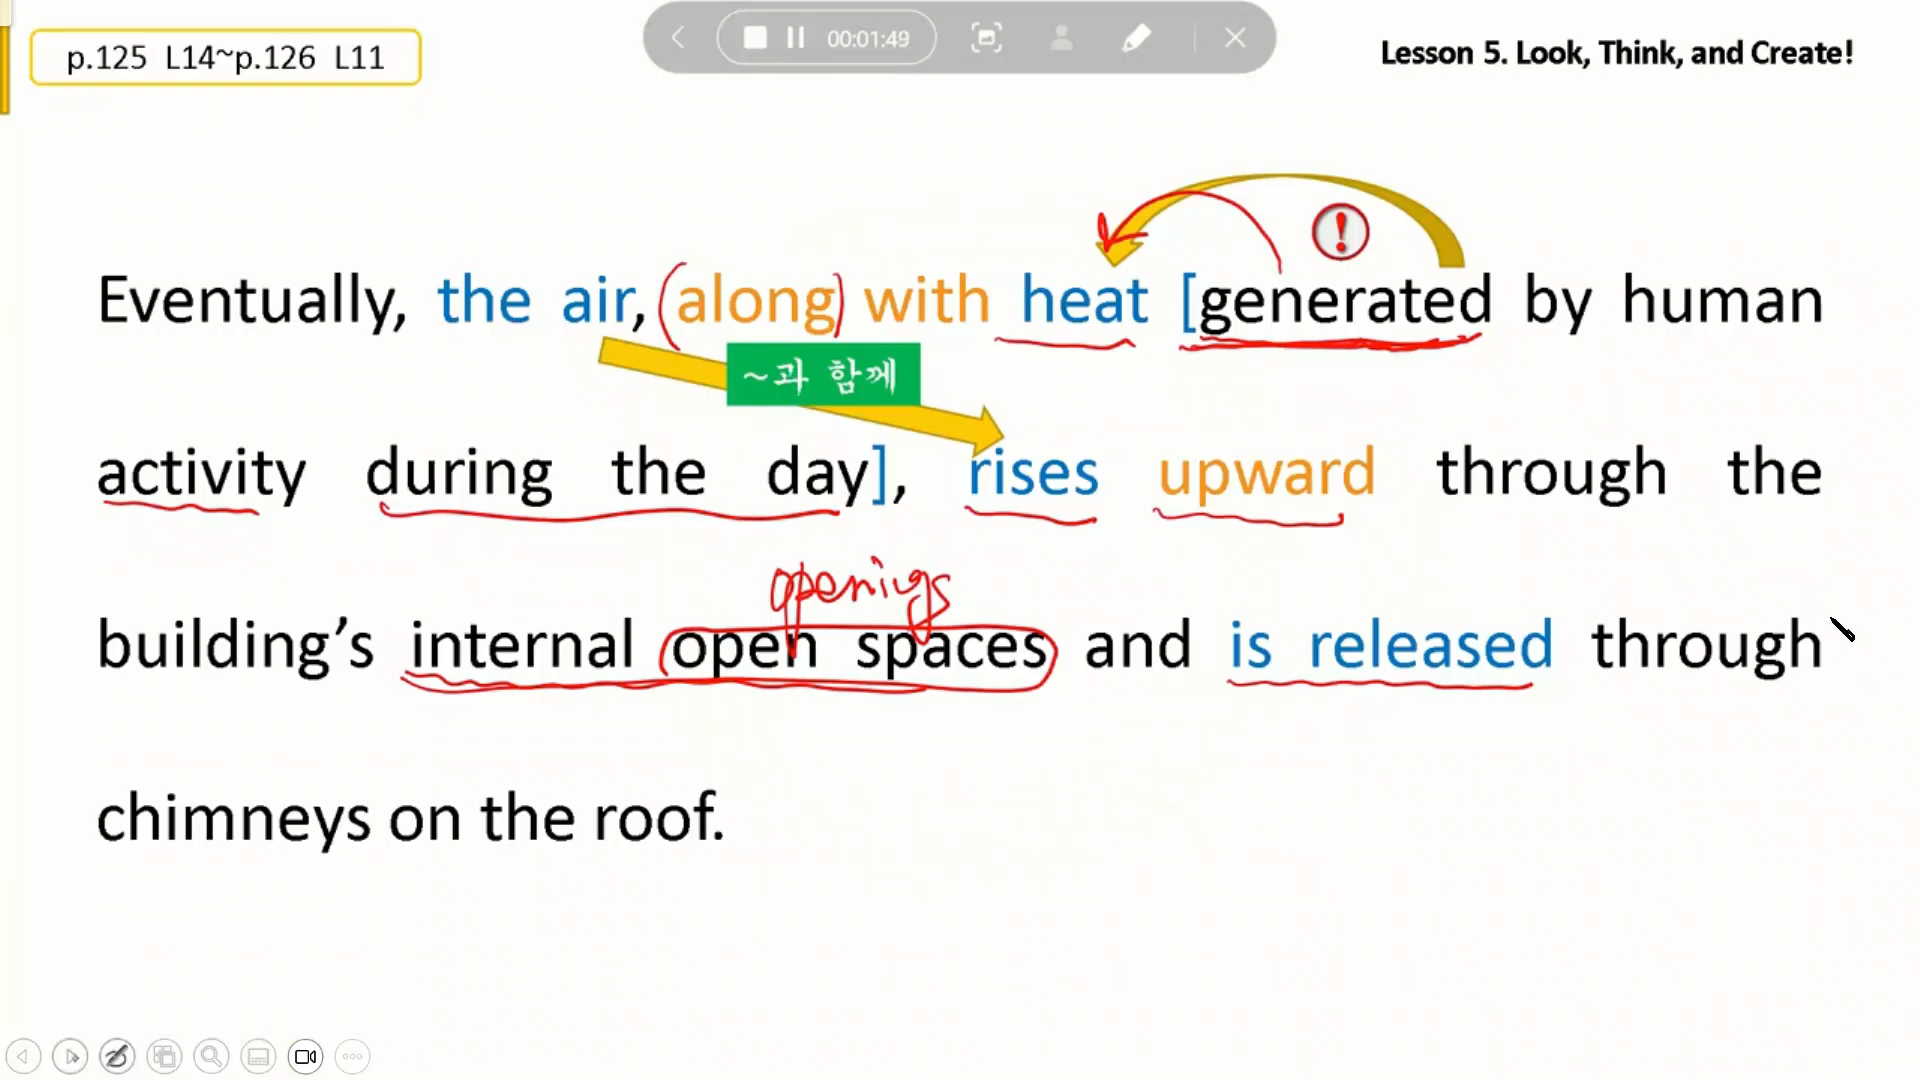 p.125 L14~p.126 L11
00:01:49
Lesson 5. Look, Think, and Create!
Eventually, the air, (along) with heat [generated by human
~과 함께
activity during the day], rises upward through the
openings
building’s internal open spaces and is released through
chimneys on the roof.